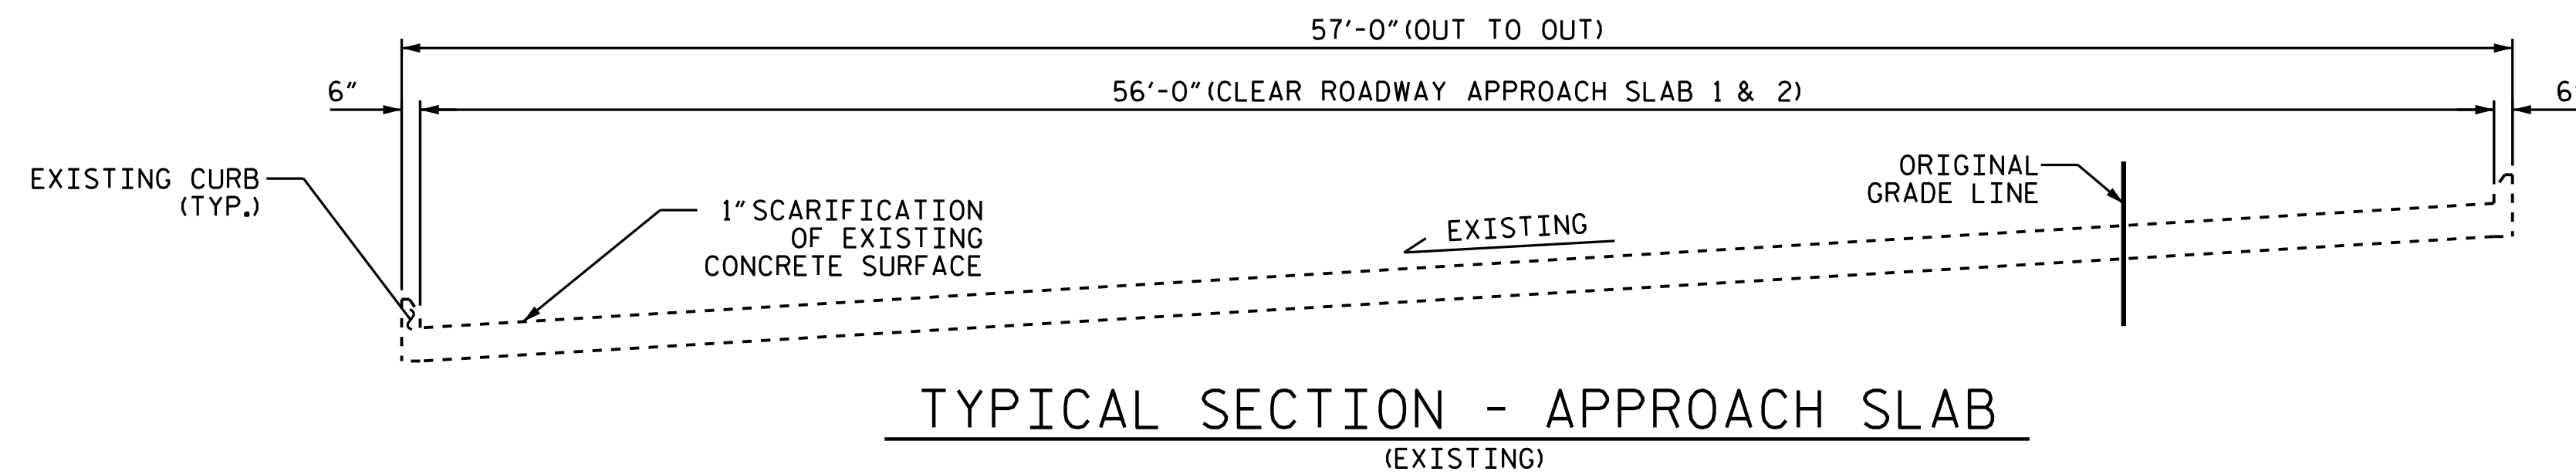 57'-0"(OUT TO OUT)
6"
56'-0"(CLEAR ROADWAY APPROACH SLAB 1 & 2)
6"
EXISTING CURB
(TYP.)
1" SCARIFICATION
OF EXISTING
CONCRETE SURFACE
EXISTING
ORIGINAL
GRADE LINE
TYPICAL SECTION - APPROACH SLAB
(EXISTING)